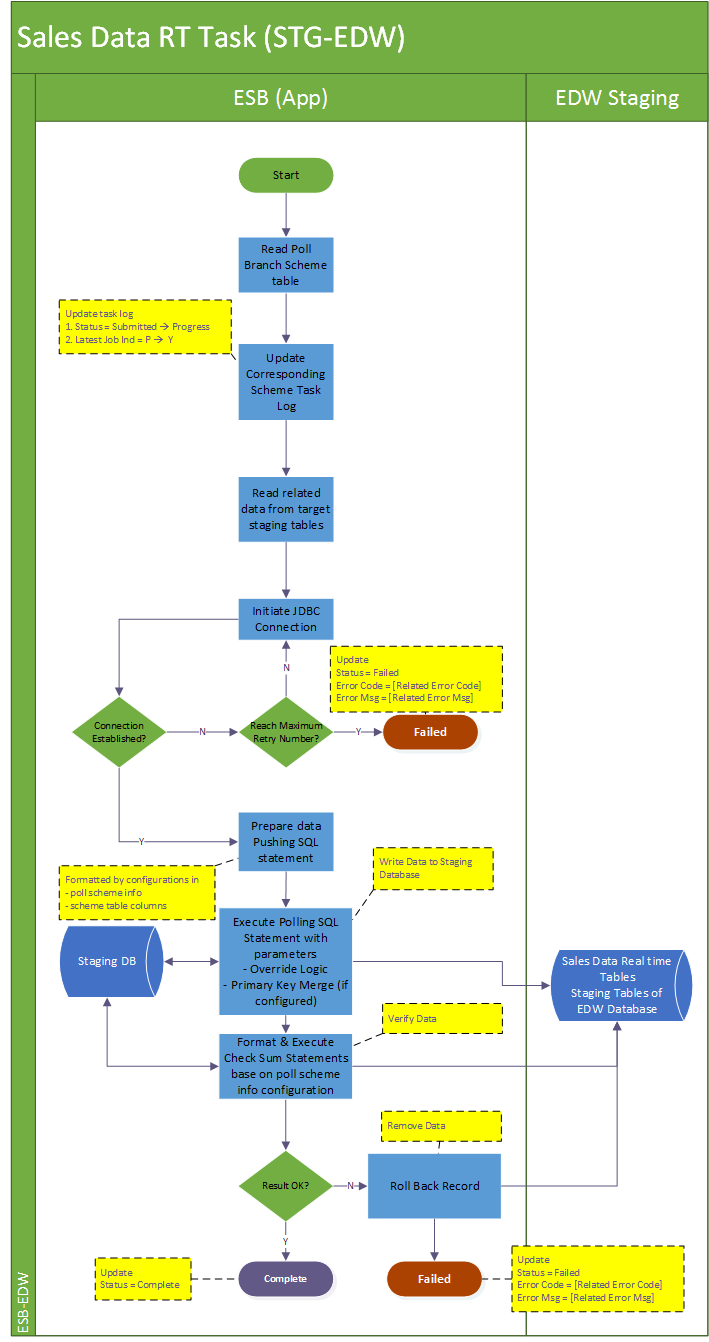 Sales Data RT Task (STG-EDW)
ESB (App)
EDW Staging
Start
Read Poll
Branch Scheme
table
Update task log
1. Status = Submitted → Progress
2. Latest Job Ind = P → Y
Update
Corresponding
Scheme Task
Log
Read related
data from target
staging tables
Initiate JDBC
Connection
N
Update
Status = Failed
Error Code = [Related Error Code]
Error Msg = [Related Error Msg]
Connection
Established?
N
Reach Maximum
Retry Number?
Y
Failed
Y
Prepare data
Pushing SQL
statement
Write Data to Staging
Database
Formatted by configurations in
- poll scheme info
- scheme table columns
Execute Polling SQL
Statement with
parameters
- Override Logic
- Primary Key Merge (if
configured)
Staging DB
Sales Data Real time
Tables
Staging Tables of
EDW Database
Verify Data
Format & Execute
Check Sum Statements
base on poll scheme
info configuration
Remove Data
Result OK?
N
Roll Back Record
Y
Update
Status = Complete
Complete
Failed
Update
Status = Failed
Error Code = [Related Error Code]
Error Msg = [Related Error Msg]
ESB-EDW